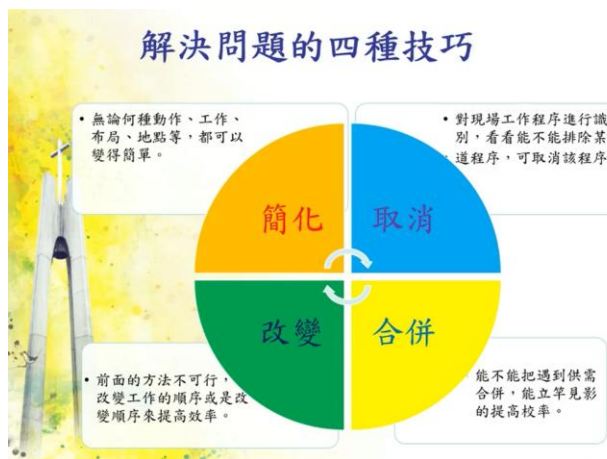 解決問題的四種技巧
• 無論何種動作、工作、
布局、地點等，都可以
變得簡單。
• 對現場工作程序進行識
別，看看能不能排除某
• 道程序，可取消該程序
簡化
取消
改變
合併
• 前面的方法不可行，
改變工作的順序或是改
變順序來提高效率。
能不能把遇到供需
合併，能立竿見影
的提高校率。